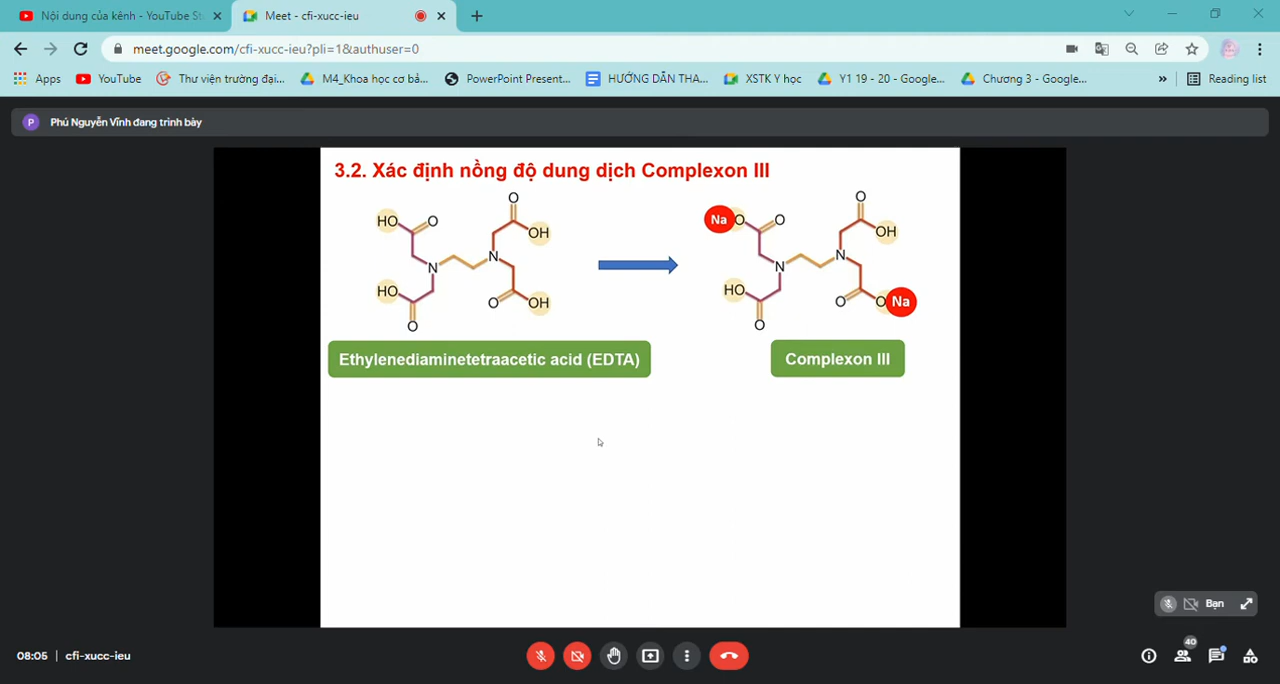 Nội dung của kênh - YouTube St
Meet - cfi-xucc-ieu
meet.google.com/cfi-xucc-ieu?pli=1&authuser=0
Apps
YouTube
Thư viện trường đại...
M4_Khoa học cơ bả...
PowerPoint Present...
HƯỚNG DẪN THA...
XSTK Y học
Y1 19 - 20 - Google...
Chương 3 - Google...
»
Reading list
P
Phú Nguyễn Vĩnh đang trình bày
3.2. Xác định nồng độ dung dịch Complexon III
HO O O OH
N N
HO O O OH
Na O O O OH
N N
HO O O O Na
Ethylenediaminetetraacetic acid (EDTA)
Complexon III
Bạn
08:05 | cfi-xucc-ieu
40